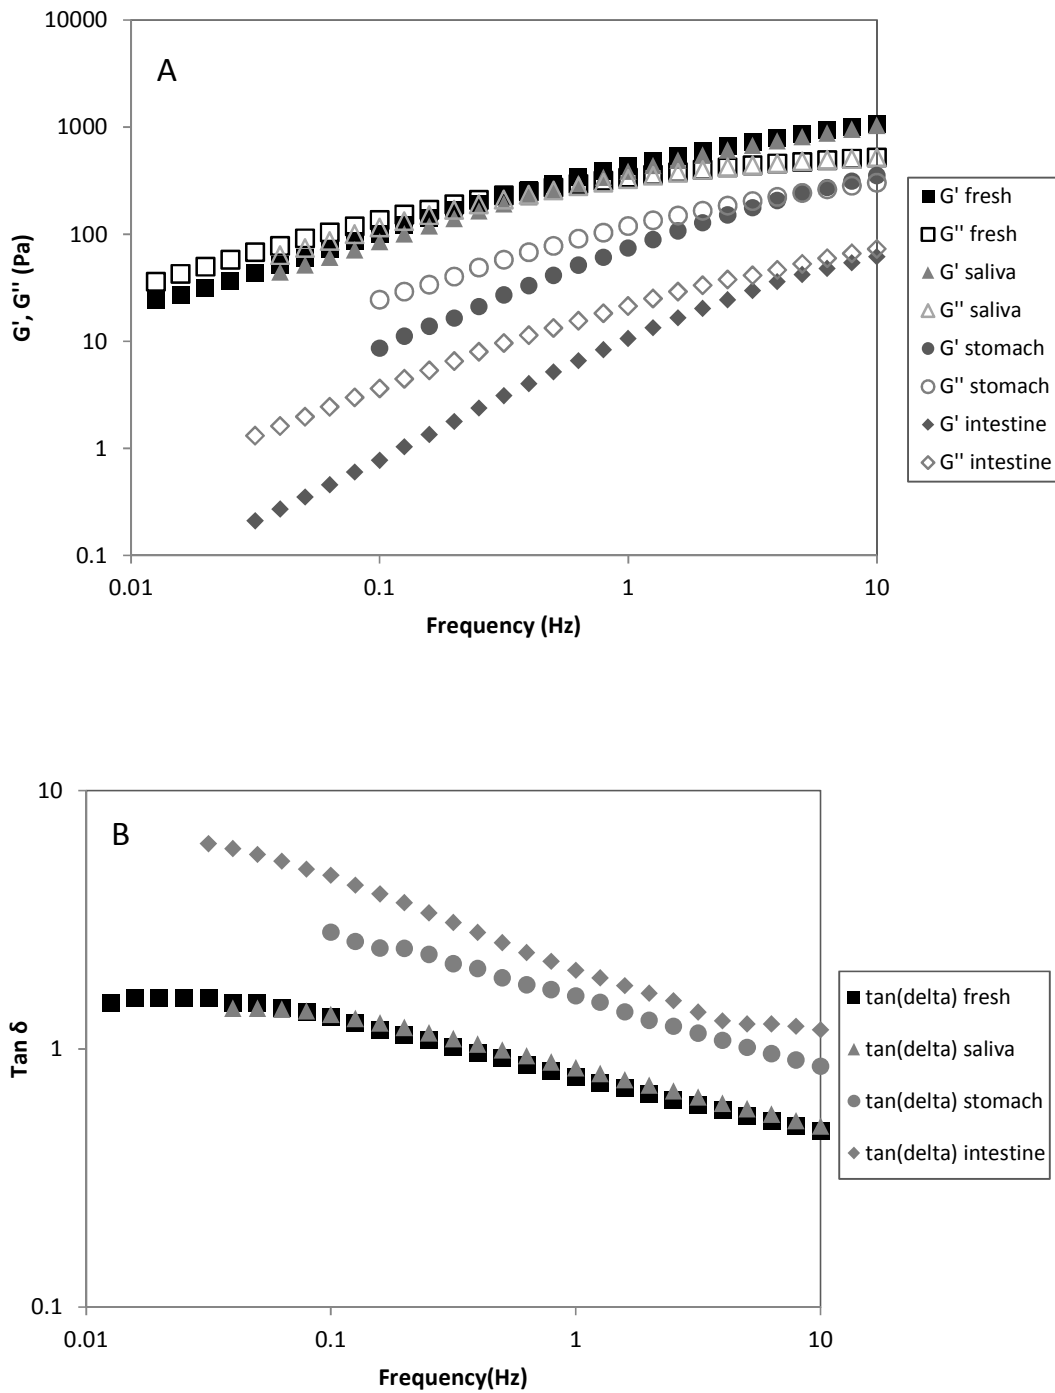 10000
A
1000
100
10
1
0.1
G', G'' (Pa)
0.01
0.1
1
10
Frequency (Hz)
G' fresh
G'' fresh
G' saliva
G'' saliva
G' stomach
G'' stomach
G' intestine
G'' intestine
10
B
1
0.1
Tan δ
0.01
0.1
1
10
Frequency(Hz)
tan(delta) fresh
tan(delta) saliva
tan(delta) stomach
tan(delta) intestine